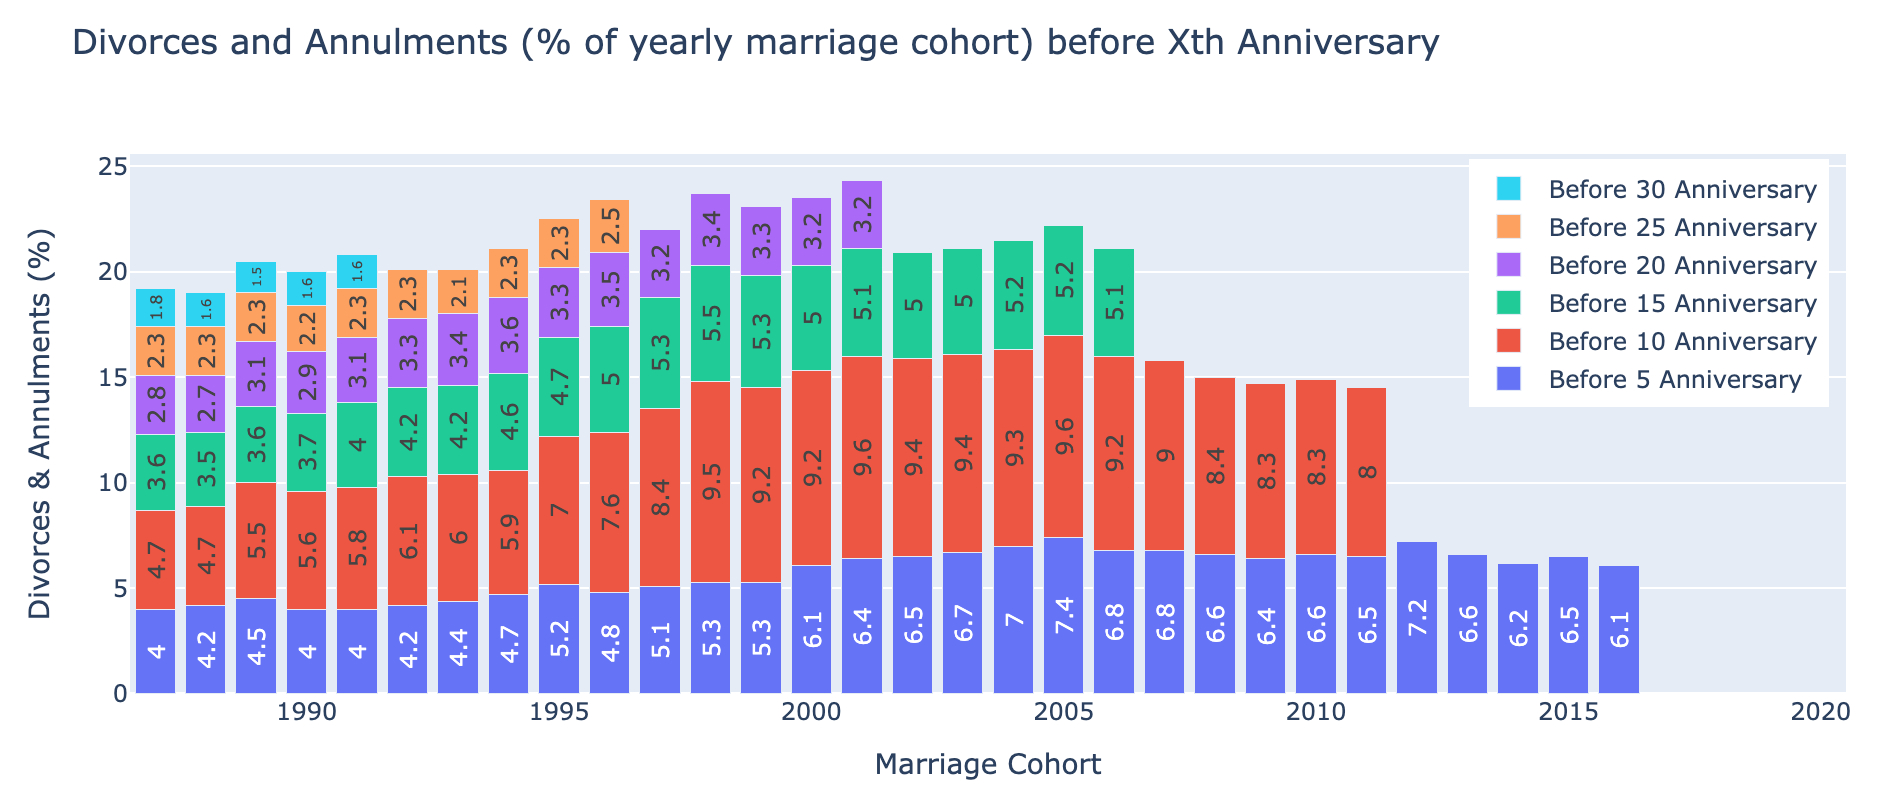 Divorces and Annulments (% of yearly marriage cohort) before Xth Anniversary
Divorces & Annulments (%)
25
20
15
10
5
0
Before 30 Anniversary
Before 25 Anniversary
Before 20 Anniversary
Before 15 Anniversary
Before 10 Anniversary
Before 5 Anniversary
1.8 1.6 1.5 1.6 1.6
2.3 2.3 2.3 2.2 2.3 2.3 2.1 2.3 2.3 2.5
2.8 2.7 3.1 2.9 3.1 3.3 3.4 3.6 3.3 3.5 3.2 3.4 3.3 3.2 3.2
3.6 3.5 3.6 3.7 4 4.2 4.2 4.6 4.7 5 5.3 5.5 5.3 5 5.1 5 5 5.2 5.2 5.1
4.7 4.7 5.5 5.6 5.8 6.1 6 5.9 7 7.6 8.4 9.5 9.2 9.2 9.6 9.4 9.4 9.3 9.6 9.2 9 8.4 8.3 8.3 8
4 4.2 4.5 4 4 4.2 4.4 4.7 5.2 4.8 5.1 5.3 5.3 6.1 6.4 6.5 6.7 7 7.4 6.8 6.8 6.6 6.4 6.6 6.5 7.2 6.6 6.2 6.5 6.1
1990 1995 2000 2005 2010 2015 2020
Marriage Cohort